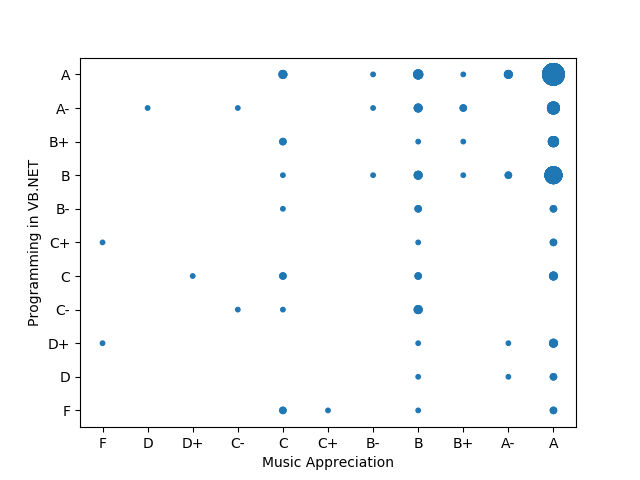 Programming in VB.NET
A
A-
B+
B
B-
C+
C
C-
D+
D
F
F D D+ C- C C+ B- B B+ A- A
Music Appreciation